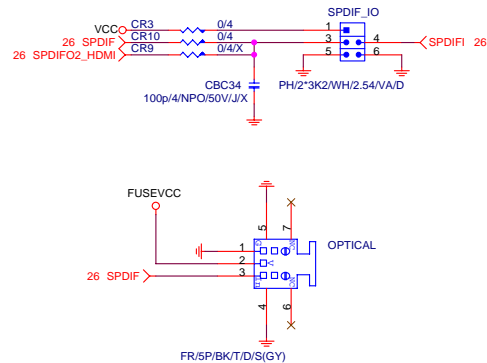 SPDIF_IO
VCC CR3 0/4 1
26 SPDIF CR10 0/4 3 4 SPDIFI 26
26 SPDIFO2_HDMI CR9 0/4/X 5 6
CBC34
100p/4/NPO/50V/J/X
PH/2*3K2/WH/2.54/VA/D
FUSEVCC
5 7
G NC
1
2 V
26 SPDIF 3
OPTICAL
NC
4 6
FR/5P/BK/T/D/S(GY)